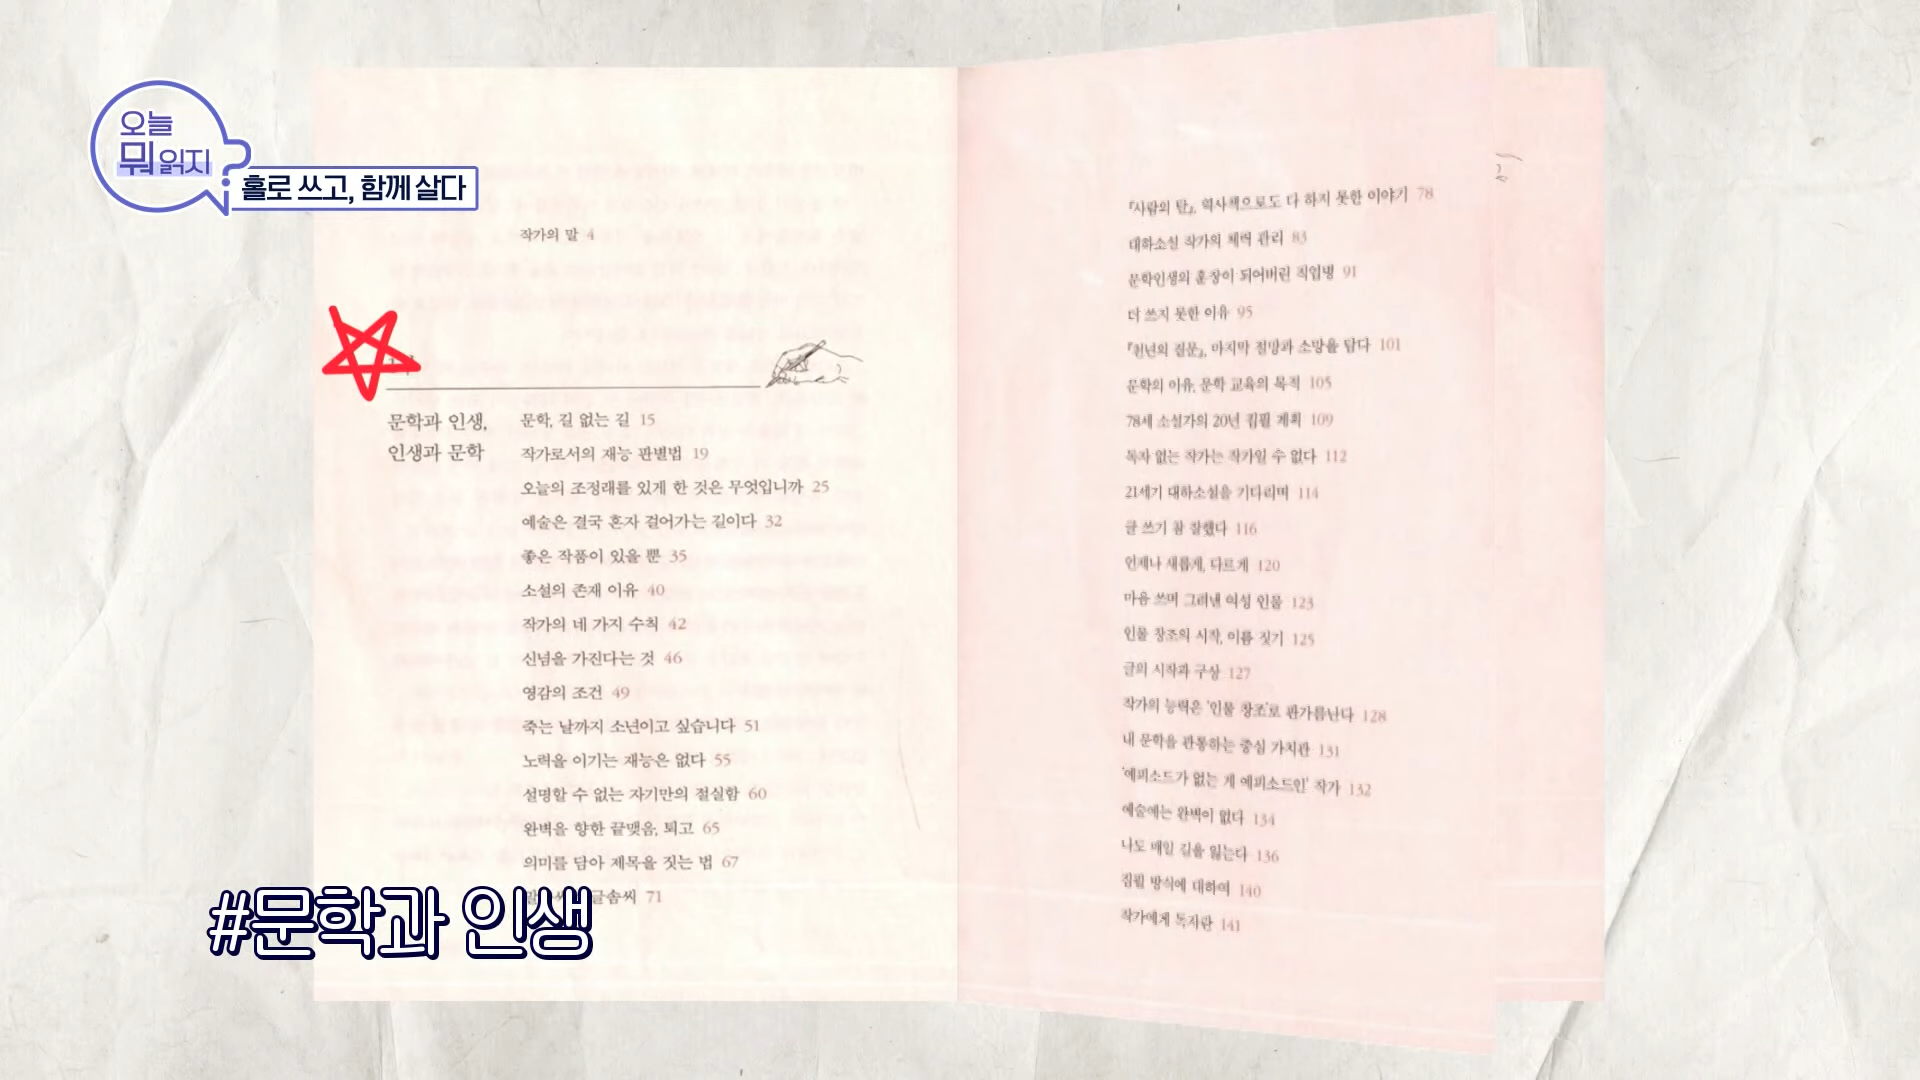 오늘
뭐 읽지
홀로 쓰고, 함께 살다
작가의 말 4
문학과 인생,
인생과 문학
문학, 길 없는 길 15
작가로서의 재능 판별법 19
오늘의 조정래를 있게 한 것은 무엇입니까 25
예술은 결국 혼자 걸어가는 길이다 32
좋은 작품이 있을 뿐 35
소설의 존재 이유 40
작가의 네 가지 수칙 42
신념을 가진다는 것 46
영감의 조건 49
죽는 날까지 소년이고 싶습니다 51
노력을 이기는 재능은 없다 55
설명할 수 없는 자기만의 절실함 60
완벽을 향한 끝맺음, 퇴고 65
의미를 담아 제목을 짓는 법 67
글솜씨 71
#문학과 인생
『사람의 탈』, 역사책으로도 다 하지 못한 이야기 78
대하소설 작가의 체력 관리 83
문학인생의 훈장이 되어버린 직업병 91
더 쓰지 못한 이유 95
『천년의 질문』, 마지막 절망과 소망을 담다 101
문학의 이유, 문학 교육의 목적 105
78세 소설가의 20년 집필 계획 109
독자 없는 작가는 작가일 수 없다 112
21세기 대하소설을 기다리며 114
글 쓰기 참 잘했다 116
언제나 새롭게, 다르게 120
마음 쓰며 그려낸 여성 인물 123
인물 창조의 시작, 이름 짓기 125
글의 시작과 구상 127
작가의 능력은 '인물 창조'로 판가름난다 128
내 문학을 관통하는 중심 가치관 131
'에피소드가 없는 게 에피소드인' 작가 132
예술에는 완벽이 없다 134
나도 매일 길을 잃는다 136
집필 방식에 대하여 140
작가에게 독자란 141